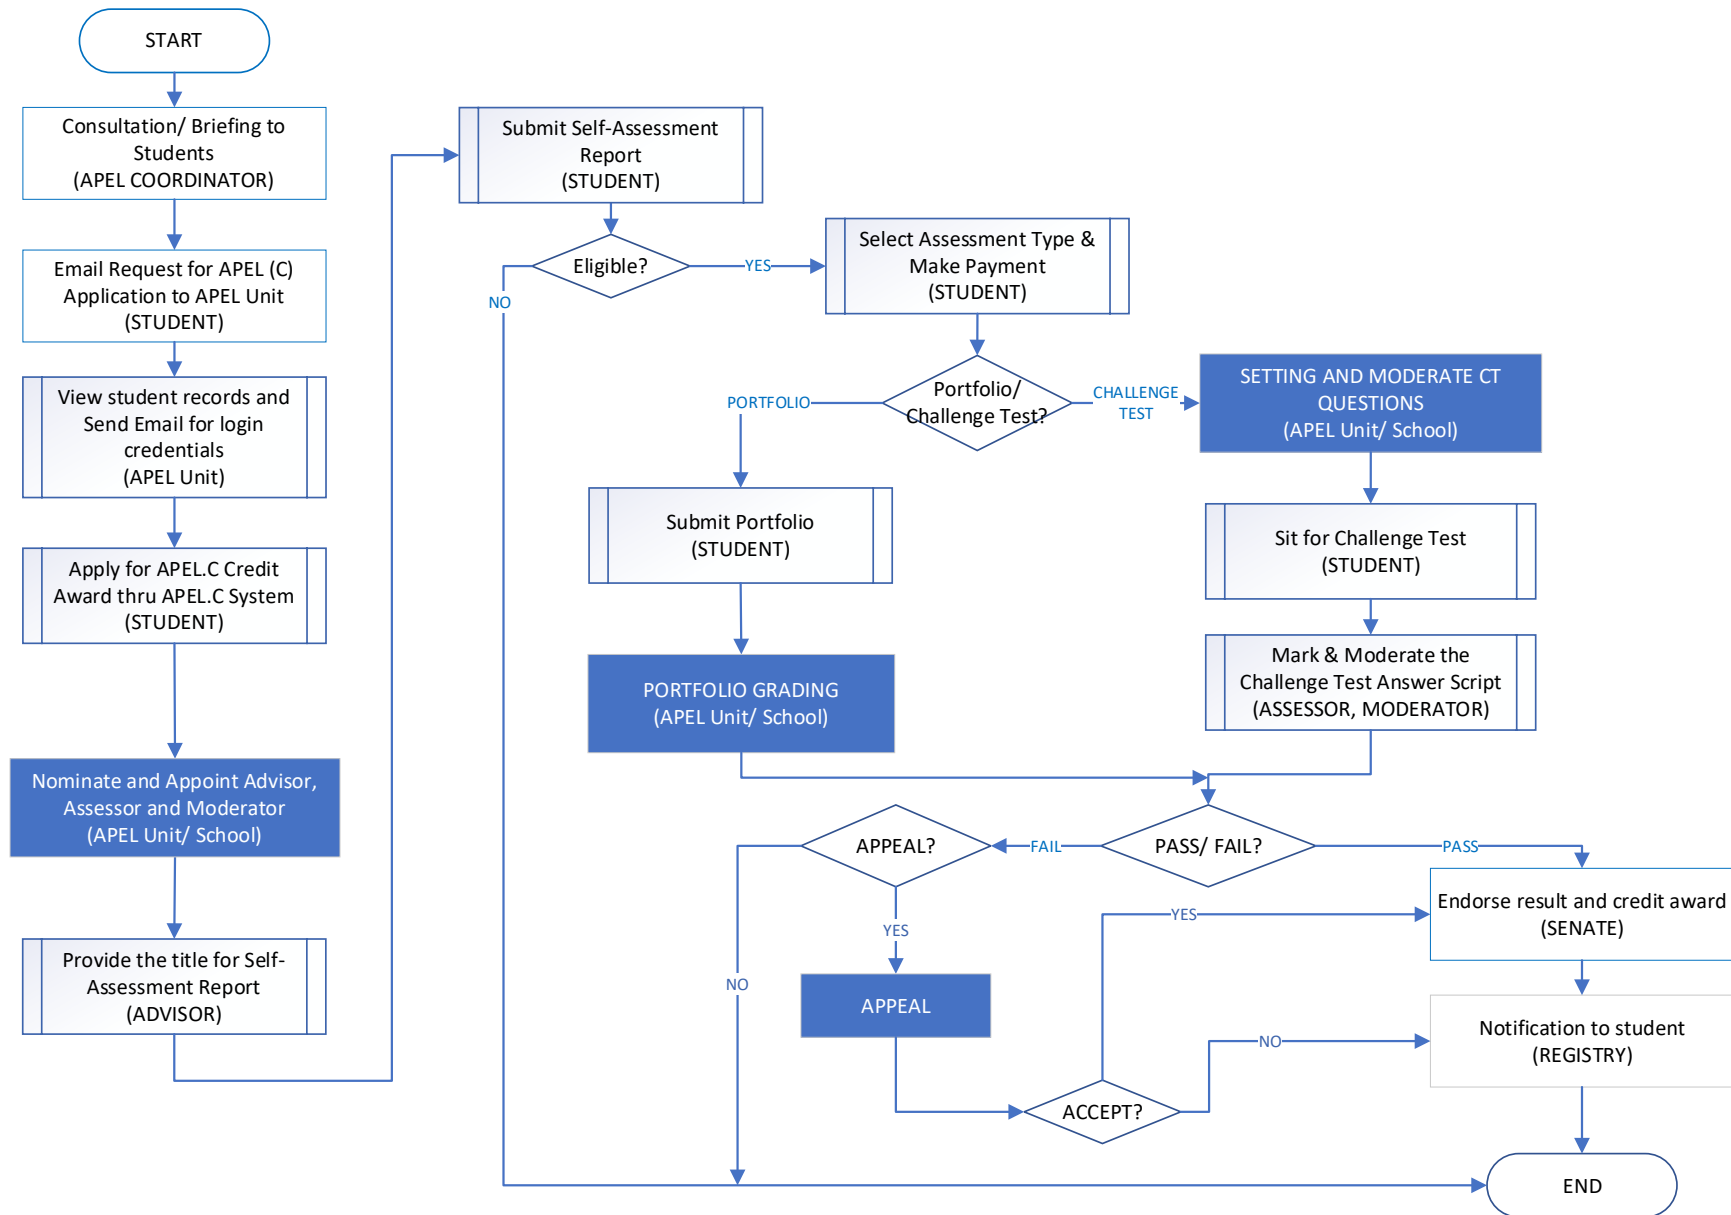 START
Consultation/ Briefing to
Students
(APEL COORDINATOR)
Email Request for APEL (C)
Application to APEL Unit
(STUDENT)
View student records and
Send Email for login
credentials
(APEL Unit)
Apply for APEL.C Credit
Award thru APEL.C System
(STUDENT)
Nominate and Appoint Advisor,
Assessor and Moderator
(APEL Unit/ School)
Provide the title for Self-
Assessment Report
(ADVISOR)
Submit Self-Assessment
Report
(STUDENT)
Eligible?
YES
NO
Select Assessment Type &
Make Payment
(STUDENT)
Portfolio/
Challenge Test?
PORTFOLIO
CHALLENGE
TEST
SETTING AND MODERATE CT
QUESTIONS
(APEL Unit/ School)
Submit Portfolio
(STUDENT)
Sit for Challenge Test
(STUDENT)
PORTFOLIO GRADING
(APEL Unit/ School)
Mark & Moderate the
Challenge Test Answer Script
(ASSESSOR, MODERATOR)
PASS/ FAIL?
FAIL
PASS
APPEAL?
YES
NO
APPEAL
ACCEPT?
YES
NO
Endorse result and credit award
(SENATE)
Notification to student
(REGISTRY)
END